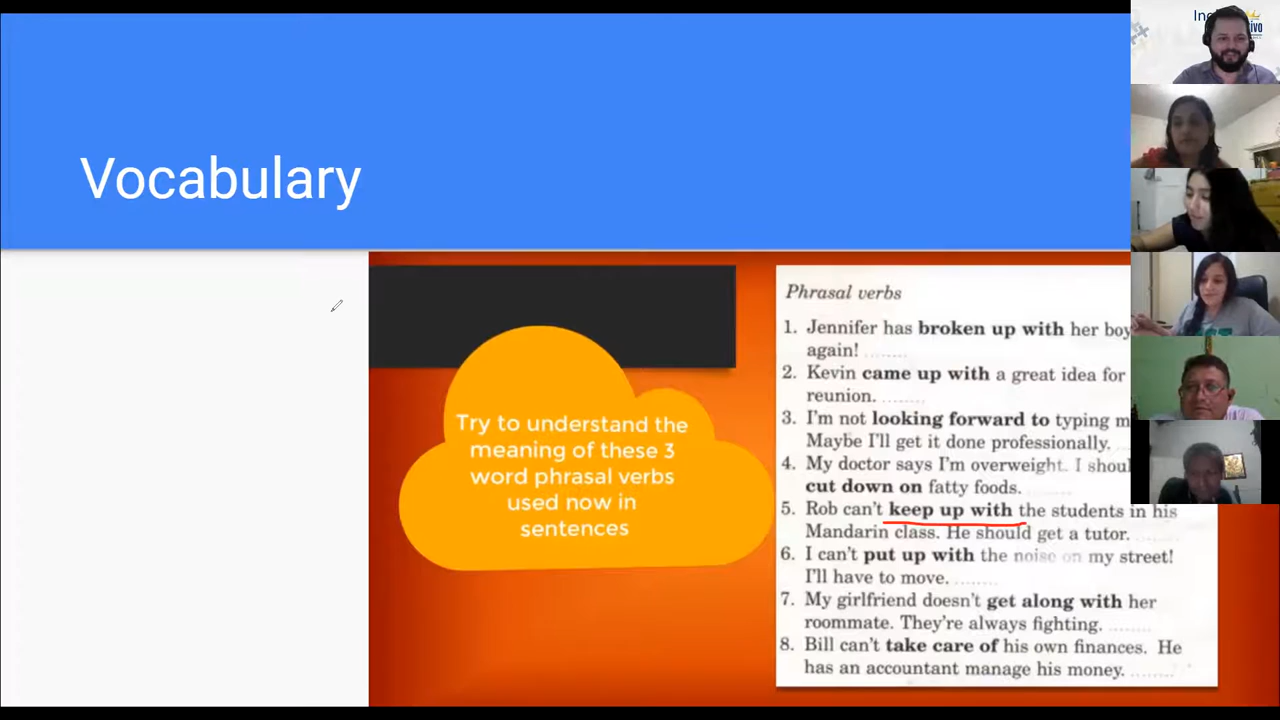 Vocabulary
Try to understand the
meaning of these 3
word phrasal verbs
used now in
sentences
Phrasal verbs
1. Jennifer has broken up with her boy
again! ........
2. Kevin came up with a great idea for
reunion. ........
3. I'm not looking forward to typing m
Maybe I'll get it done professionally. ........
4. My doctor says I'm overweight. I shoul
cut down on fatty foods. ........
5. Rob can't keep up with the students in his
Mandarin class. He should get a tutor. ........
6. I can't put up with the noise on my street!
I'll have to move. ........
7. My girlfriend doesn't get along with her
roommate. They're always fighting. ........
8. Bill can't take care of his own finances. He
has an accountant manage his money. ........